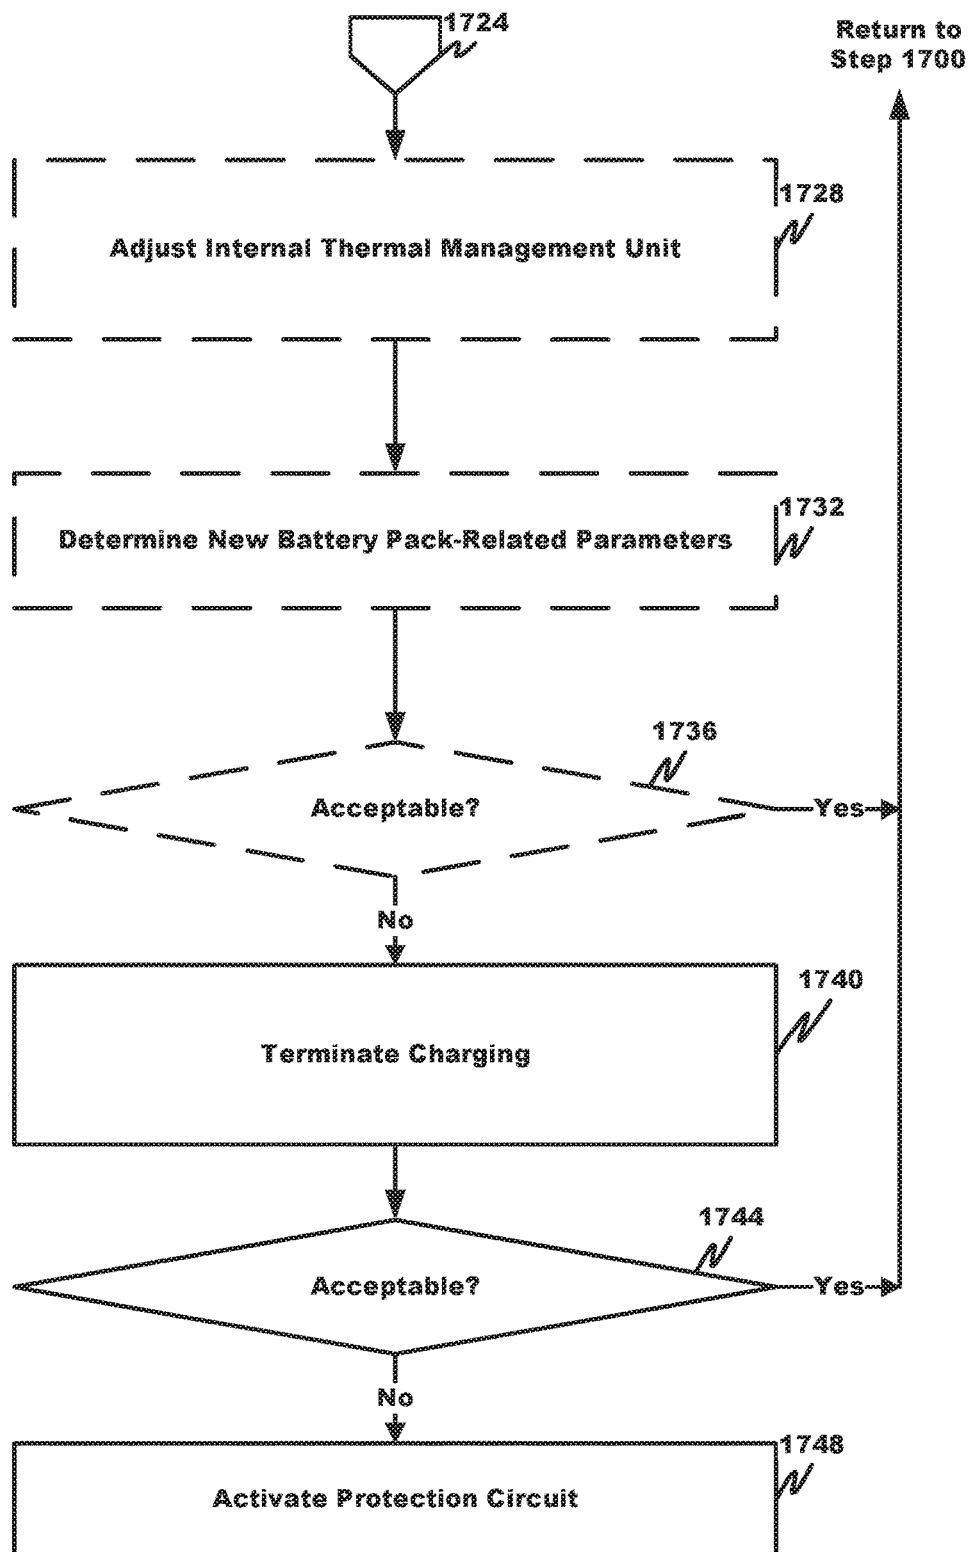 1724
Return to
Step 1700
1728
Adjust Internal Thermal Management Unit
1732
Determine New Battery Pack-Related Parameters
1736
Acceptable?
Yes
No
1740
Terminate Charging
1744
Acceptable?
Yes
No
1748
Activate Protection Circuit